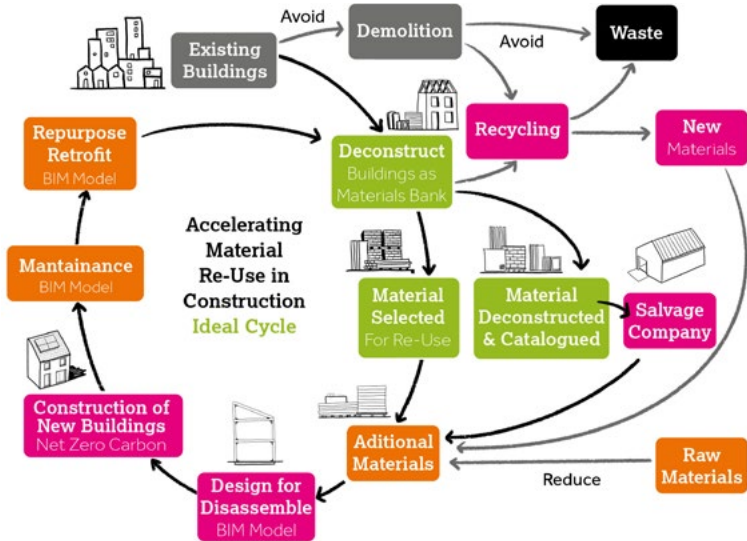 Avoid
Demolition
Avoid
Waste
Existing
Buildings
Repurpose
Retrofit
BIM Model
Deconstruct
Buildings as
Materials Bank
Recycling
New
Materials
Accelerating
Material
Re-Use in
Construction
Ideal Cycle
Mantainance
BIM Model
Material
Selected
For Re-Use
Material
Deconstructed
& Catalogued
Salvage
Company
Construction of
New Buildings
Net Zero Carbon
Design for
Disassemble
BIM Model
Aditional
Materials
Reduce
Raw
Materials